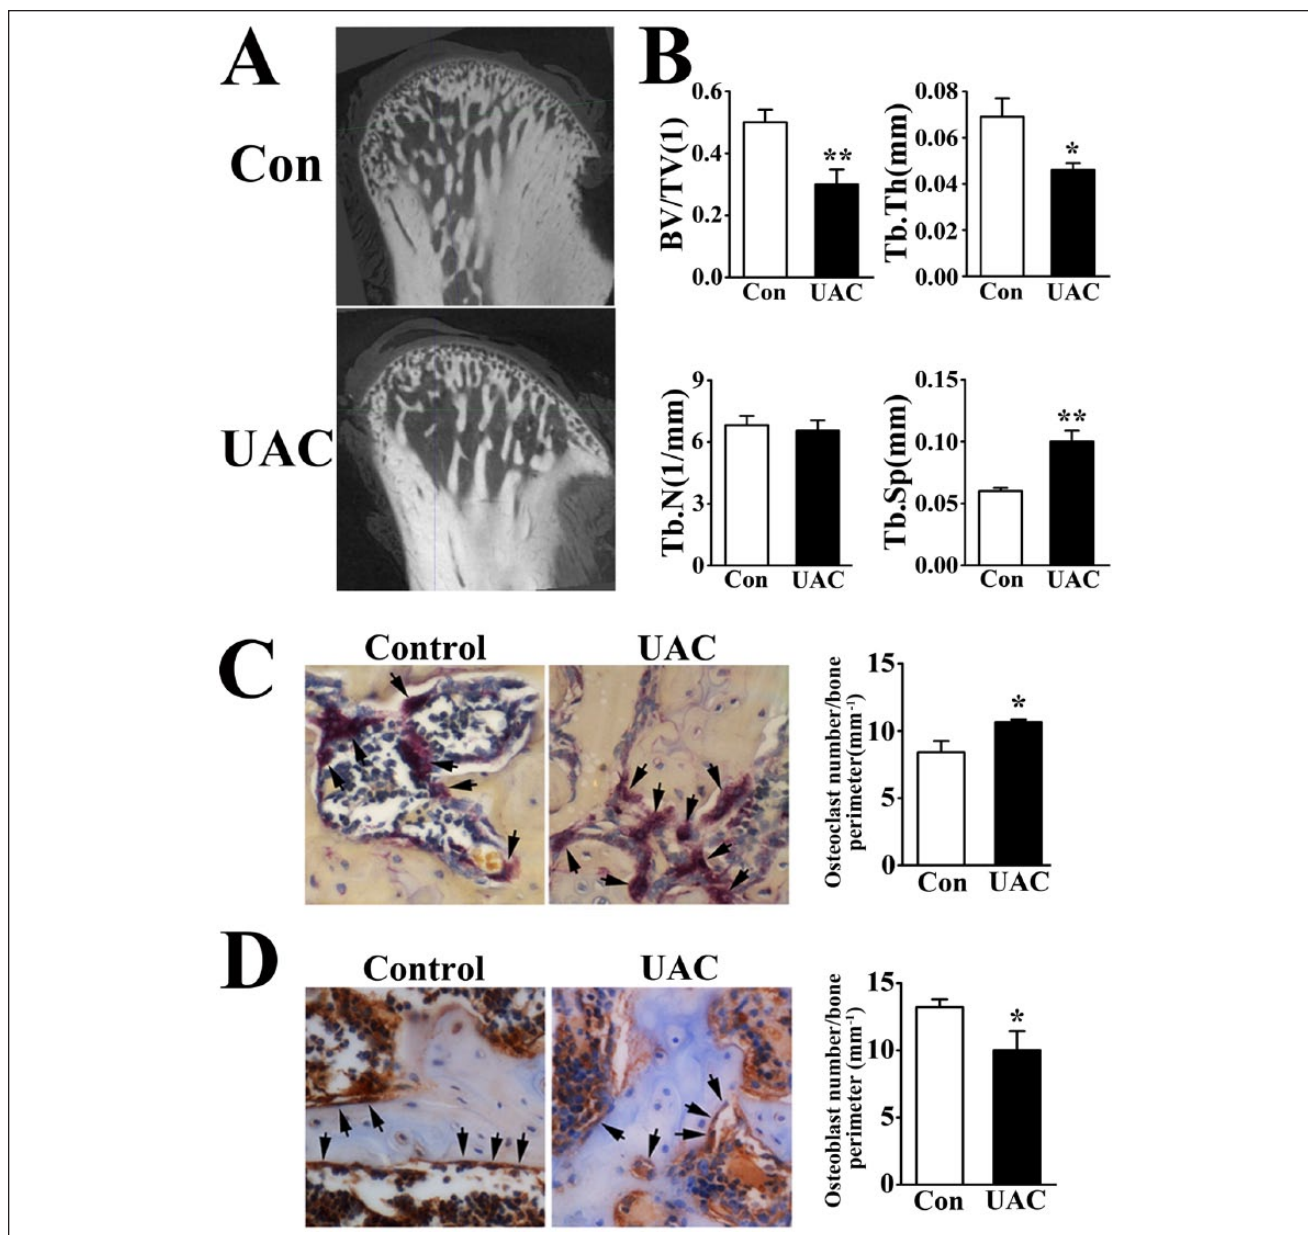 A
Con
UAC
B
BV/TV(1)
0.6
0.4
0.2
0.0
**
Con UAC
Tb.Th(mm)
0.08
0.06
0.04
0.02
0.00
*
Con UAC
Tb.N(1/mm)
9
6
3
0
Con UAC
Tb.Sp(mm)
0.15
0.10
0.05
0.00
**
Con UAC
C
Control UAC
Osteoclast number/bone
perimeter(mm⁻¹)
15
10
5
0
*
Con UAC
D
Control UAC
Osteoblast number/bone
perimeter (mm⁻¹)
15
10
5
0
*
Con UAC